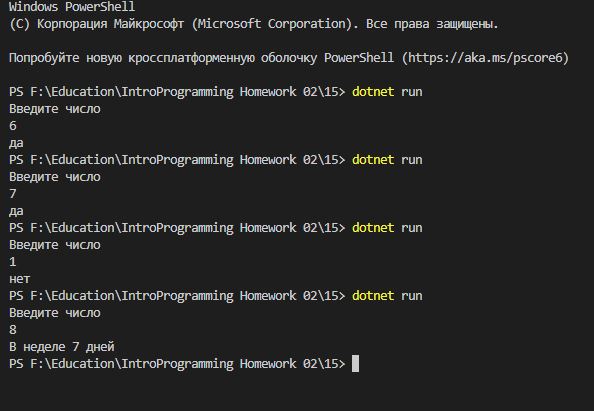 Windows PowerShell
(C) Корпорация Майкрософт (Microsoft Corporation). Все права защищены.
Попробуйте новую кроссплатформенную оболочку PowerShell (https://aka.ms/pscore6)
PS F:\Education\IntroProgramming Homework 02\15> dotnet run
Введите число
6
да
PS F:\Education\IntroProgramming Homework 02\15> dotnet run
Введите число
7
да
PS F:\Education\IntroProgramming Homework 02\15> dotnet run
Введите число
1
нет
PS F:\Education\IntroProgramming Homework 02\15> dotnet run
Введите число
8
В неделе 7 дней
PS F:\Education\IntroProgramming Homework 02\15>